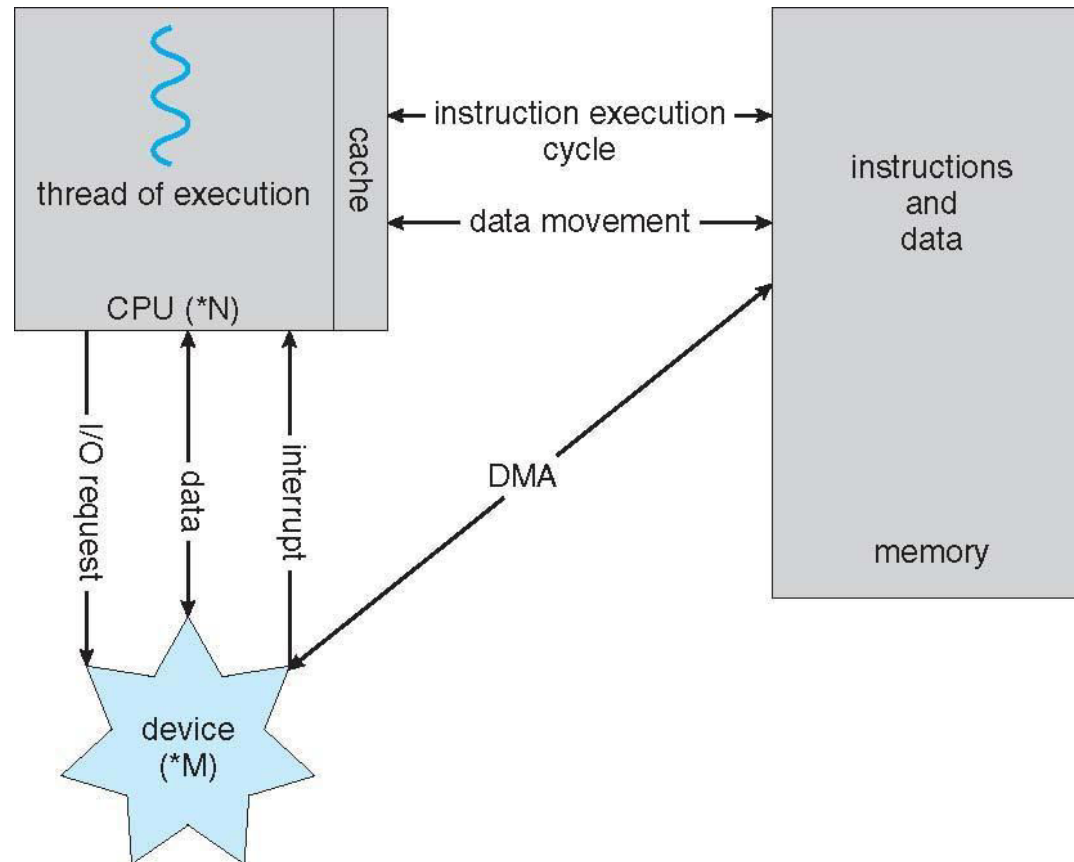 thread of execution
cache
CPU (*N)
instruction execution
cycle
data movement
instructions
and
data
memory
I/O request
data
interrupt
DMA
device
(*M)